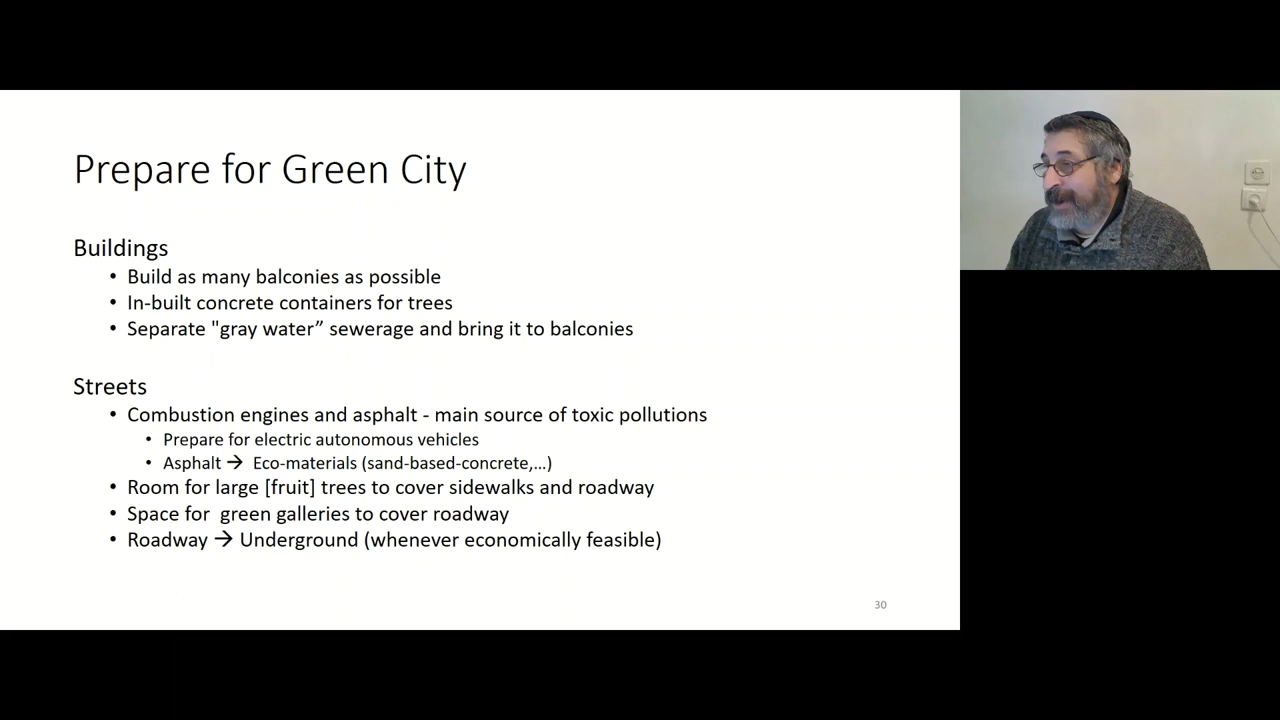 Prepare for Green City
Buildings
• Build as many balconies as possible
• In-built concrete containers for trees
• Separate "gray water” sewerage and bring it to balconies
Streets
• Combustion engines and asphalt - main source of toxic pollutions
• Prepare for electric autonomous vehicles
• Asphalt → Eco-materials (sand-based-concrete,...)
• Room for large [fruit] trees to cover sidewalks and roadway
• Space for  green galleries to cover roadway
• Roadway → Underground (whenever economically feasible)
30